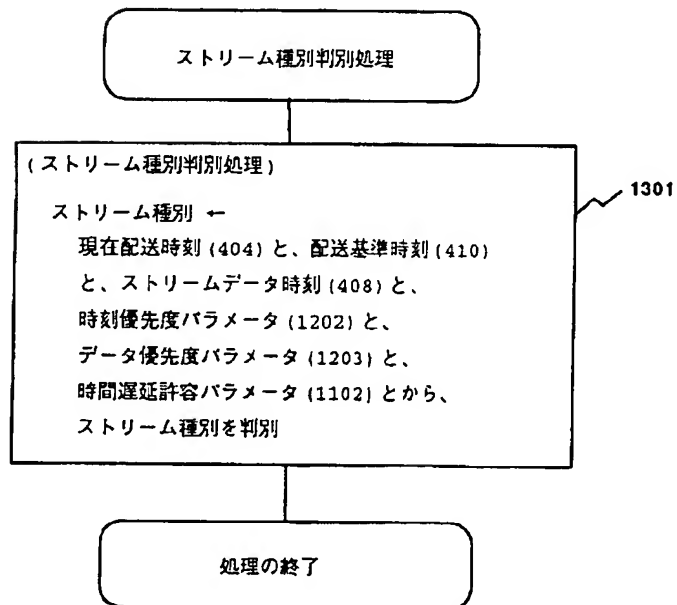 ストリーム種別判別処理
(ストリーム種別判別処理)
1301
ストリーム種別 ←
現在配送時刻(404)と、配送基準時刻(410)
と、ストリームデータ時刻(408)と、
時刻優先度パラメータ(1202)と、
データ優先度パラメータ(1203)と、
時間遅延許容パラメータ(1102)とから、
ストリーム種別を判別
処理の終了